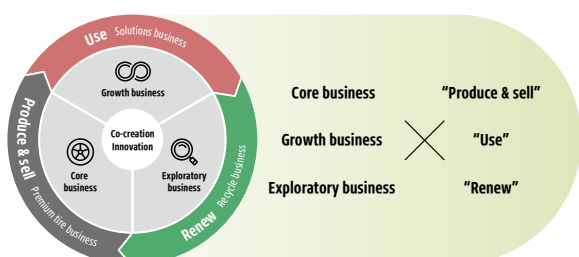 Use Solutions business
Growth business
Co-creation
Innovation
Core
business
Exploratory
business
Produce & sell
Premium tire business
Renew Recycle business
Core business
"Produce & sell"
Growth business
"Use"
Exploratory business
"Renew"